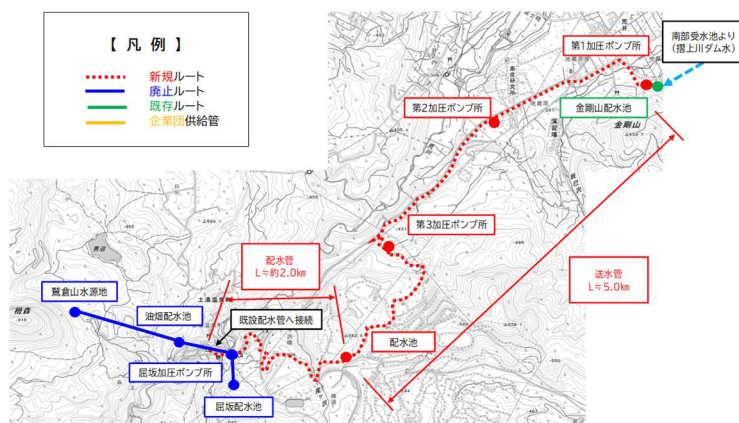 【 凡 例 】
新規ルート
廃止ルート
既存ルート
企業団供給管
第1加圧ポンプ所
南部受水池より
(摺上川ダム水)
第2加圧ポンプ所
金剛山配水池
金剛山
第3加圧ポンプ所
配水管
L≒約2.0km
送水管
L≒5.0km
鷲倉山水源地
油畑配水池
既設配水管へ接続
配水池
屈坂加圧ポンプ所
屈坂配水池